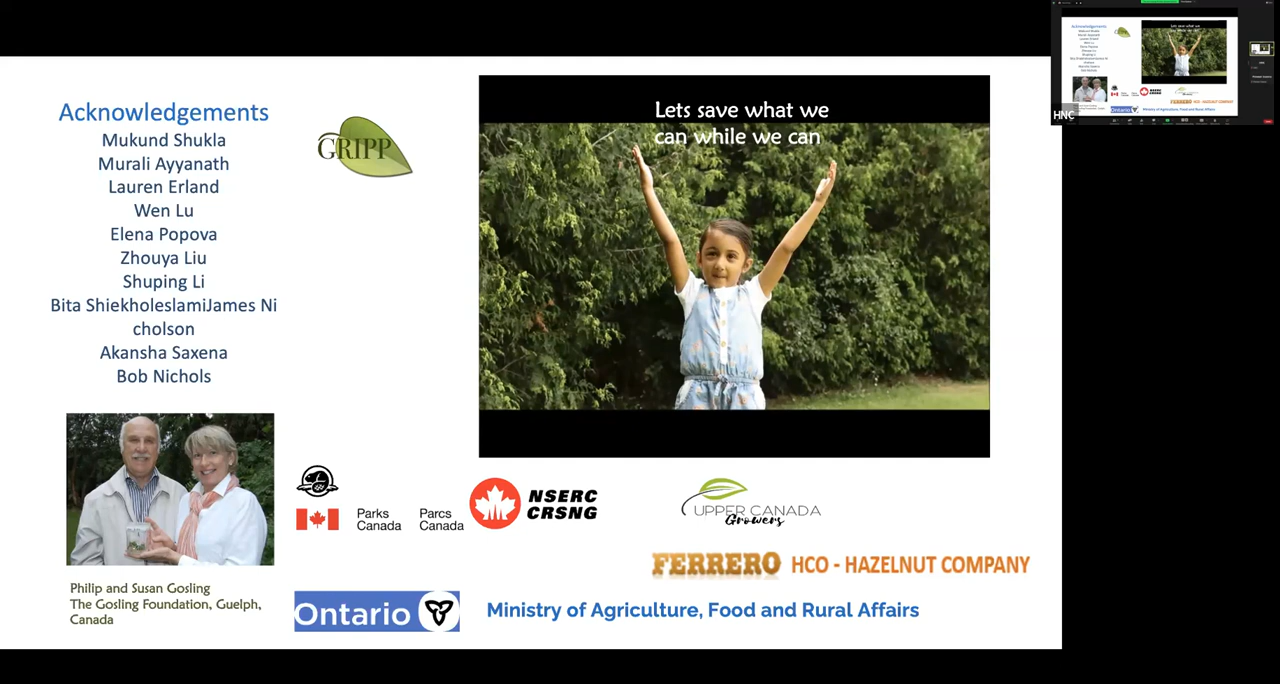 Acknowledgements
Mukund Shukla
Murali Ayyanath
Lauren Erland
Wen Lu
Elena Popova
Zhouya Liu
Shuping Li
Bita ShiekholeslamiJames Ni
cholson
Akansha Saxena
Bob Nichols
GRIPP
Lets save what we
can while we can
Philip and Susan Gosling
The Gosling Foundation, Guelph,
Canada
Parks Canada
Parcs Canada
NSERC
CRSNG
UPPER CANADA
Growers
FERRERO HCO - HAZELNUT COMPANY
Ontario
Ministry of Agriculture, Food and Rural Affairs
HNC